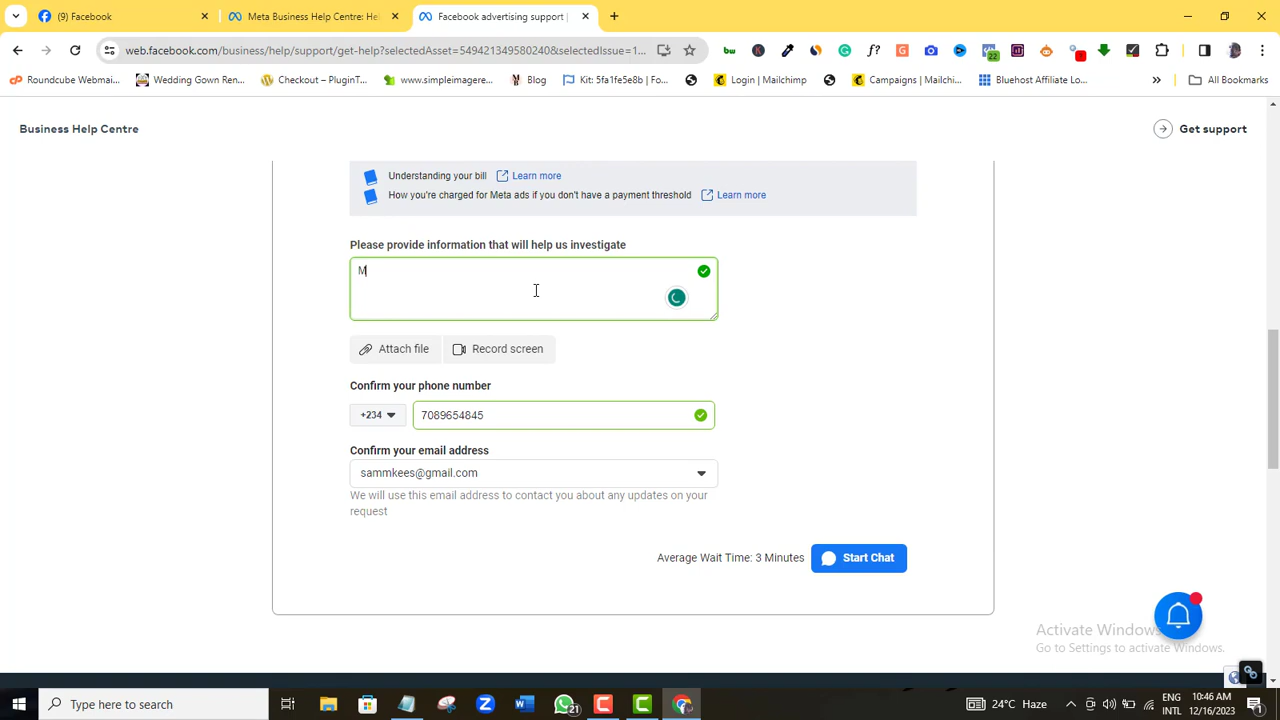 (9) Facebook
Meta Business Help Centre: Hel
Facebook advertising support |
web.facebook.com/business/help/support/get-help?selectedAsset=549421349580240&selectedIssue=1...
bw
K
f?
G
22
Roundcube Webmai...
Wedding Gown Ren...
Checkout – PluginT...
www.simpleimagere...
Blog
Kit: 5fa1fe5e8b | Fo...
Login | Mailchimp
Campaigns | Mailchi...
Bluehost Affiliate Lo...
»
All Bookmarks
Business Help Centre
Get support
Understanding your bill Learn more
How you're charged for Meta ads if you don't have a payment threshold Learn more
Please provide information that will help us investigate
M
Attach file
Record screen
Confirm your phone number
+234
7089654845
Confirm your email address
sammkees@gmail.com
We will use this email address to contact you about any updates on your
request
Average Wait Time: 3 Minutes
Start Chat
Activate Windows
Go to Settings to activate Windows.
Type here to search
21
24°C Haze
ENG
INTL
10:46 AM
12/16/2023
1